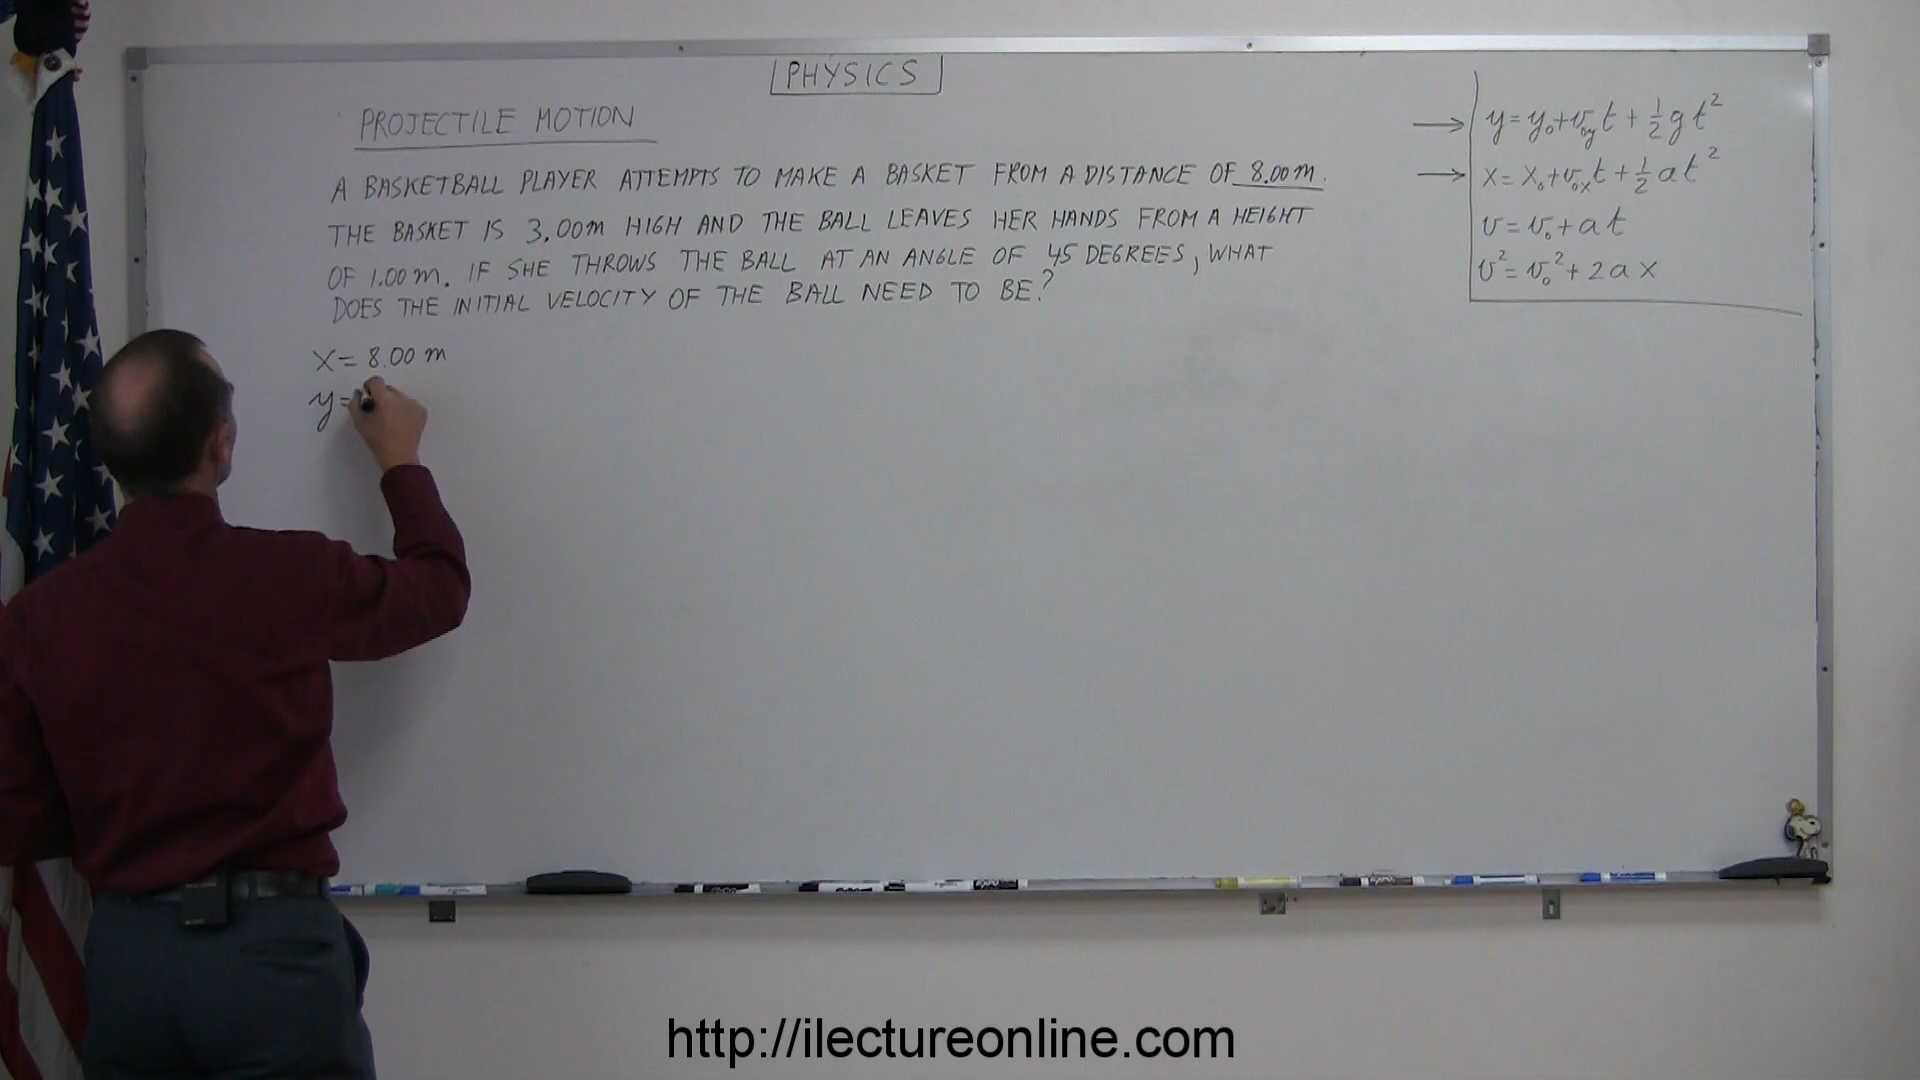 PHYSICS
PROJECTILE MOTION
A BASKETBALL PLAYER ATTEMPTS TO MAKE A BASKET FROM A DISTANCE OF 8.00 m.
THE BASKET IS 3.00m HIGH AND THE BALL LEAVES HER HANDS FROM A HEIGHT
OF 1.00 m. IF SHE THROWS THE BALL AT AN ANGLE OF 45 DEGREES, WHAT
DOES THE INITIAL VELOCITY OF THE BALL NEED TO BE?
x = 8.00 m
y =
→ y = y₀ + v₀y t + 1/2 g t²
→ x = x₀ + v₀x t + 1/2 a t²
v = v₀ + a t
v² = v₀² + 2 a x
http://ilectureonline.com